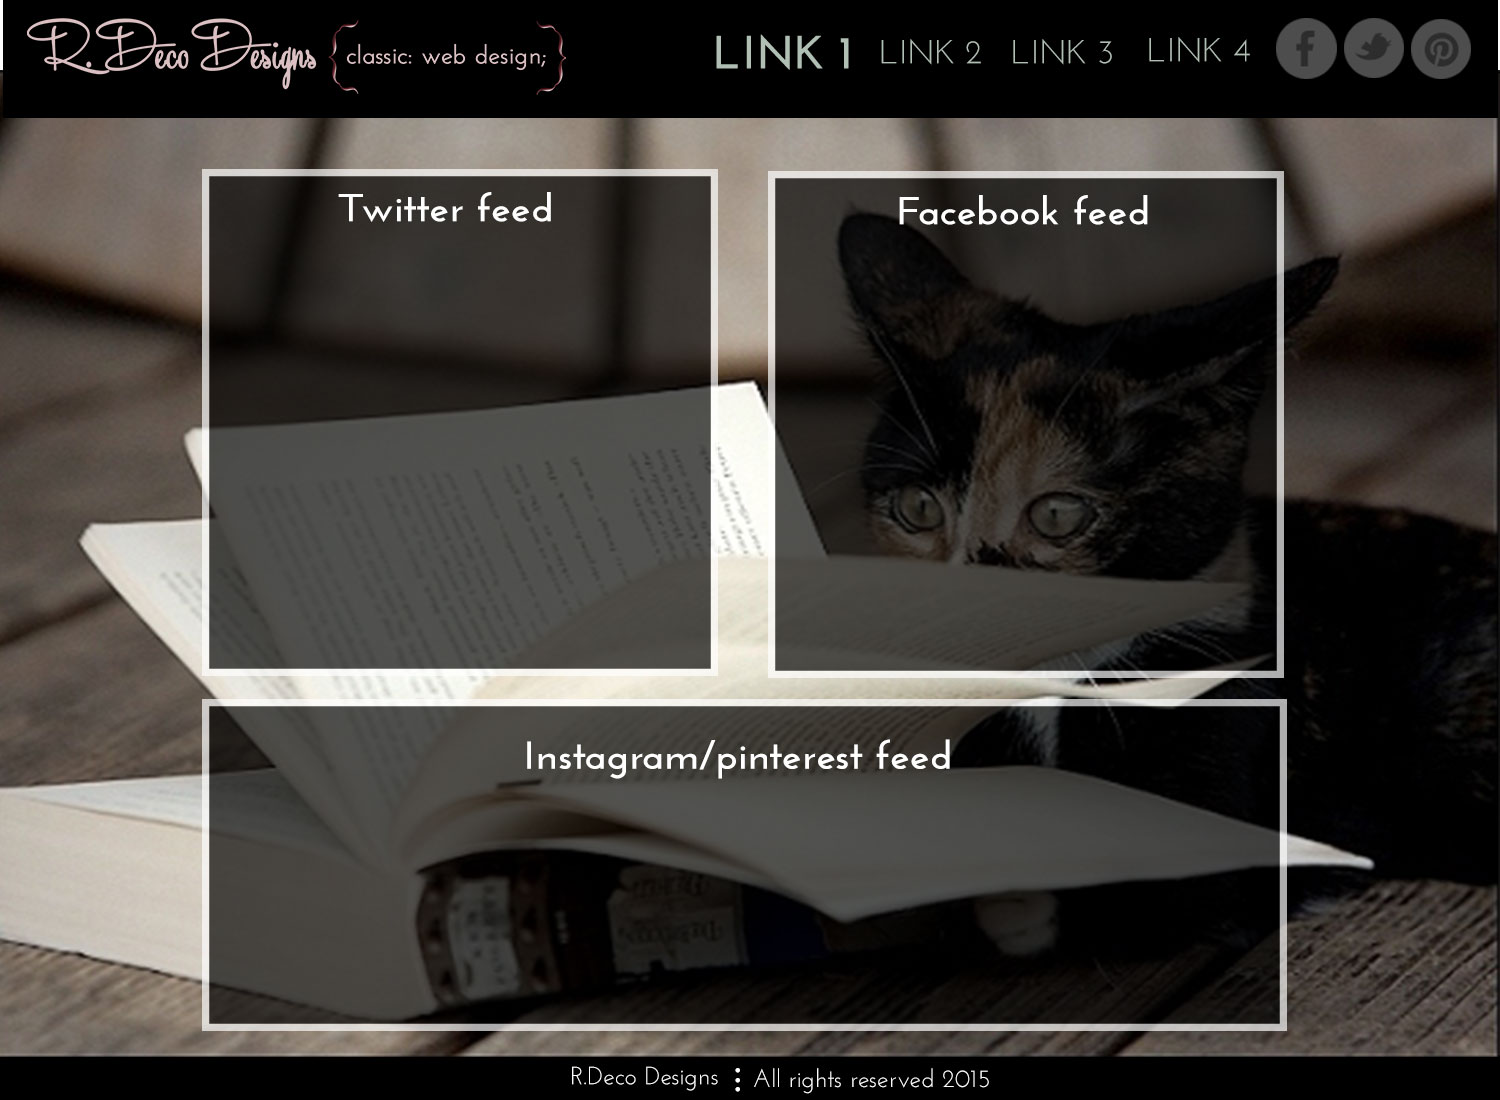 R. Deco Designs {classic: web design;}
LINK 1 LINK 2 LINK 3 LINK 4
Twitter feed
Facebook feed
Instagram/pinterest feed
R.Deco Designs ⋮ All rights reserved 2015